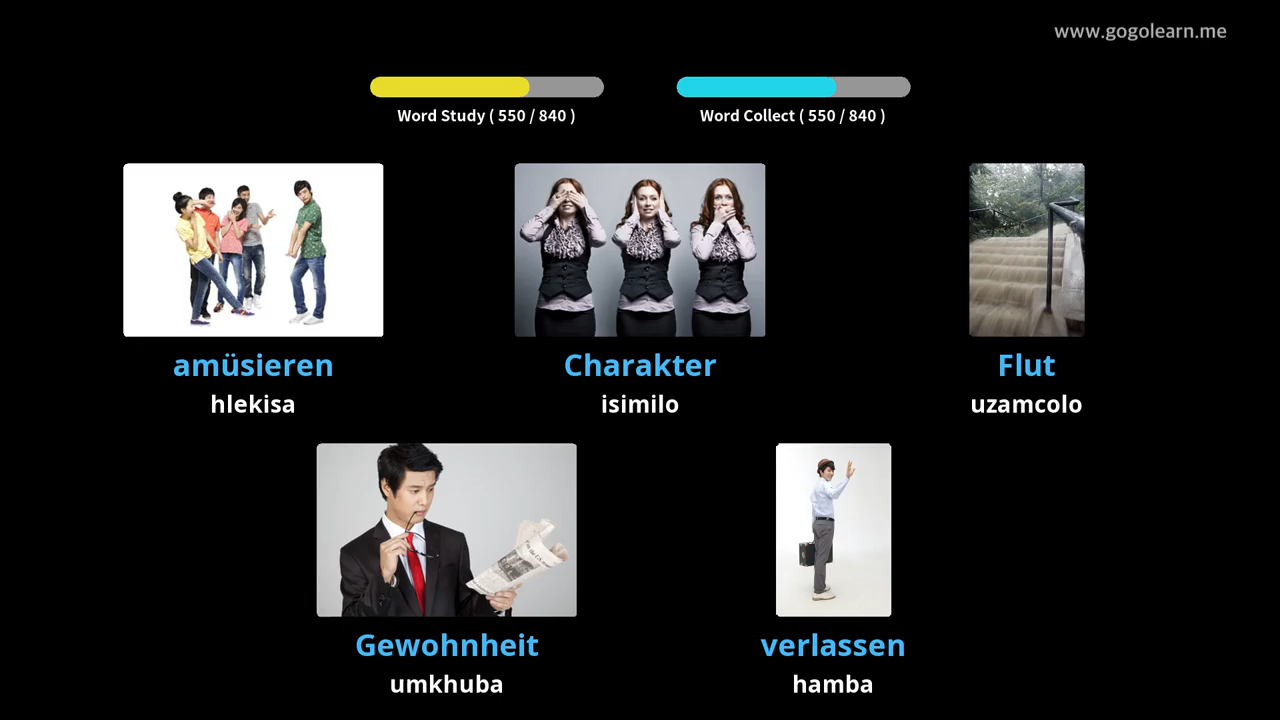 www.gogolearn.me
Word Study ( 550 / 840 )
Word Collect ( 550 / 840 )
amüsieren
hlekisa
Charakter
isimilo
Flut
uzamcolo
Gewohnheit
umkhuba
verlassen
hamba